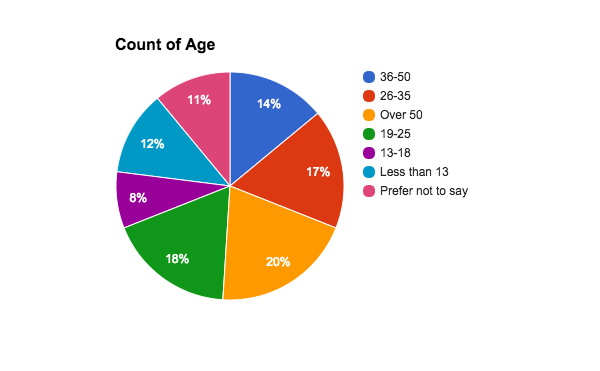 Count of Age
36-50
26-35
Over 50
19-25
13-18
Less than 13
Prefer not to say
14%
17%
20%
18%
8%
12%
11%